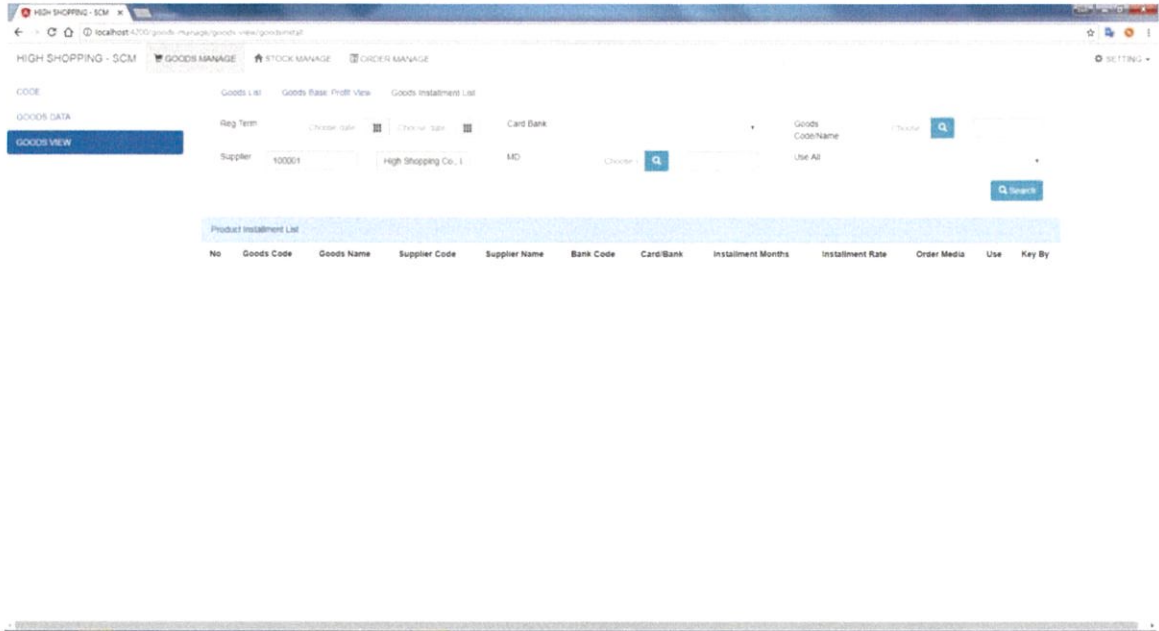 HIGH SHOPPING - SCM
localhost:4200/goods-manage/goods-view/goodsinstall
HIGH SHOPPING - SCM GOODS MANAGE STOCK MANAGE ORDER MANAGE SETTING
CODE Goods List Goods Basic Profit View Goods Installment List
GOODS DATA
GOODS VIEW
Reg Term Choose date Choose date Card Bank Goods Code/Name Choose
Supplier 100001 High Shopping Co., L MD Choose Use All
Search
Product Installment List
No Goods Code Goods Name Supplier Code Supplier Name Bank Code Card/Bank Installment Months Installment Rate Order Media Use Key By